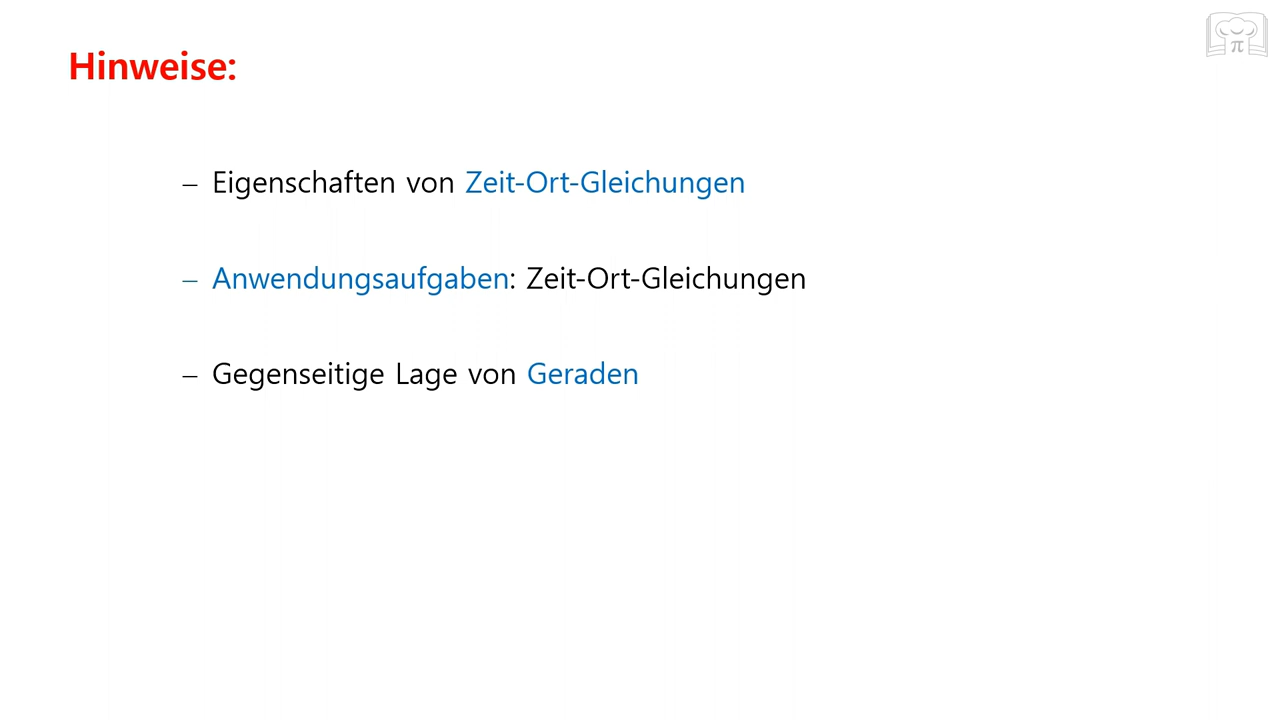 Hinweise:
– Eigenschaften von Zeit-Ort-Gleichungen
– Anwendungsaufgaben: Zeit-Ort-Gleichungen
– Gegenseitige Lage von Geraden
π